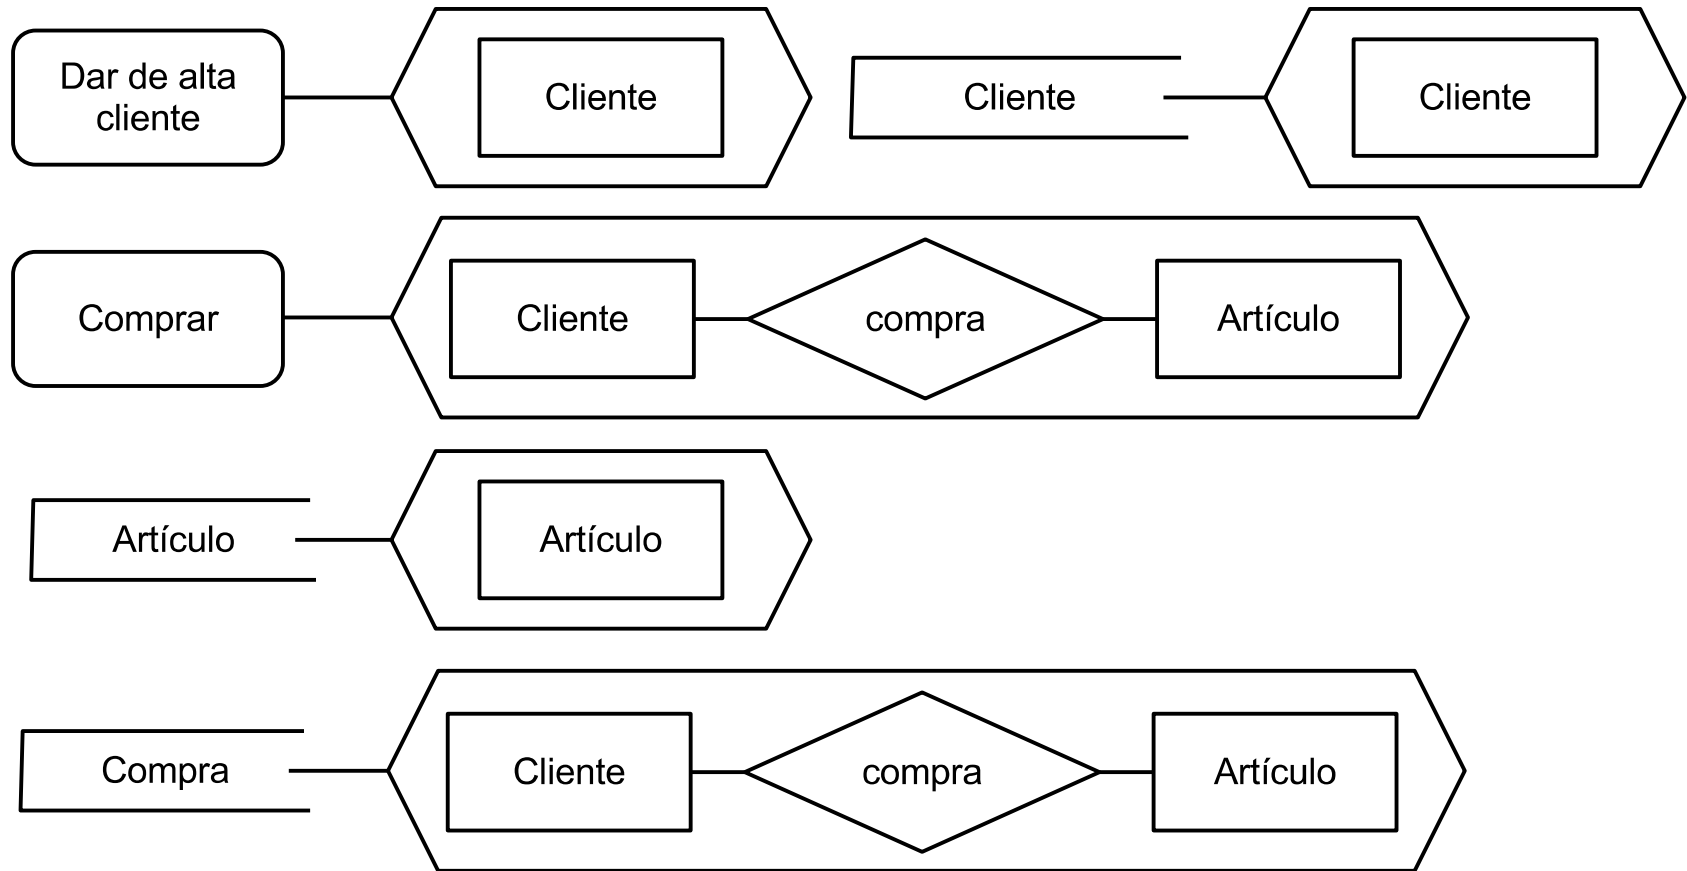 Dar de alta
cliente
Cliente
Cliente
Cliente
Comprar
Cliente
compra
Artículo
Artículo
Artículo
Compra
Cliente
compra
Artículo